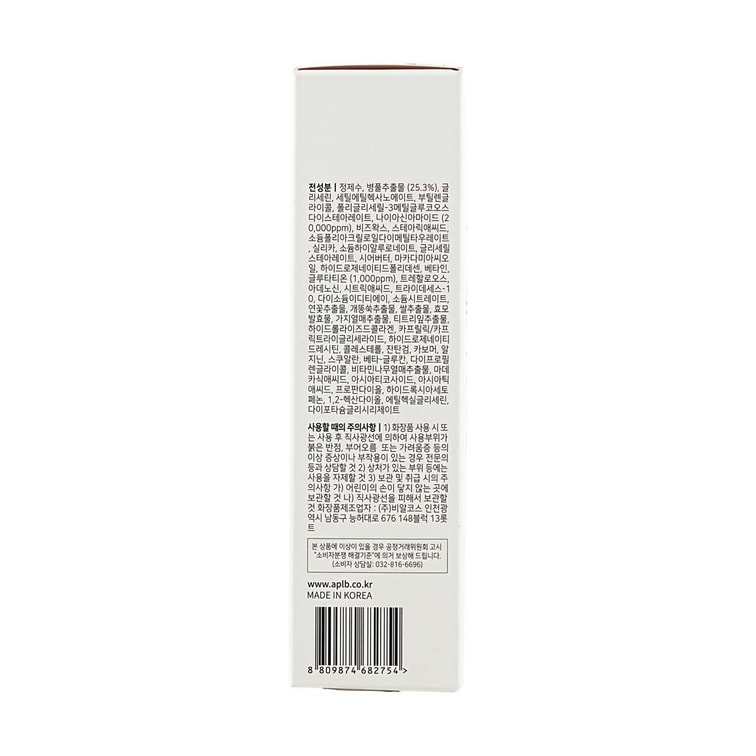 전성분 | 정제수, 병풀추출물 (25.3%), 글
리세린, 세틸에틸헥사노에이트, 부틸렌글
라이콜, 폴리글리세릴-3메틸글루코오스
다이스테아레이트, 나이아신아마이드 (2
0,000ppm), 비즈왁스, 스테아릭애씨드,
소듐폴리아크릴로일다이메틸타우레이트
, 실리카, 소듐하이알루로네이트, 글리세릴
스테아레이트, 시어버터, 마카다미아씨오
일, 하이드로제네이티드폴리데센, 베타인,
글루타티온 (1,000ppm), 트레할로오스,
아데노신, 시트릭애씨드, 트라이데세스-1
0, 다이소듐이디티에이, 소듐시트레이트,
연꽃추출물, 개똥쑥추출물, 쌀추출물, 효모
발효물, 가지열매추출물, 티트리잎추출물,
하이드롤라이즈드콜라겐, 카프릴릭/카프
릭트라이글리세라이드, 하이드로제네이티
드레시틴, 콜레스테롤, 잔탄검, 카보머, 알
지닌, 스쿠알란, 베타-글루칸, 다이프로필
렌글라이콜, 비타민나무열매추출물, 마데
카식애씨드, 아시아티코사이드, 아시아틱
애씨드, 프로판다이올, 하이드록시아세토
페논, 1,2-헥산다이올, 에틸헥실글리세린,
다이포타슘글리시리제이트
사용할 때의 주의사항 | 1) 화장품 사용 시 또
는 사용 후 직사광선에 의하여 사용부위가
붉은 반점, 부어오름 또는 가려움증 등의
이상 증상이나 부작용이 있는 경우 전문의
등과 상담할 것 2) 상처가 있는 부위 등에는
사용을 자제할 것 3) 보관 및 취급 시의 주
의사항 가) 어린이의 손이 닿지 않는 곳에
보관할 것 나) 직사광선을 피해서 보관할
것 화장품제조업자 : (주)비알코스 인천광
역시 남동구 능허대로 676 148블럭 13롯
트
본 상품에 이상이 있을 경우 공정거래위원회 고시
"소비자분쟁 해결기준"에 의거 보상해 드립니다.
(소비자 상담실: 032-816-6696)
www.aplb.co.kr
MADE IN KOREA
8 809874 682754 >